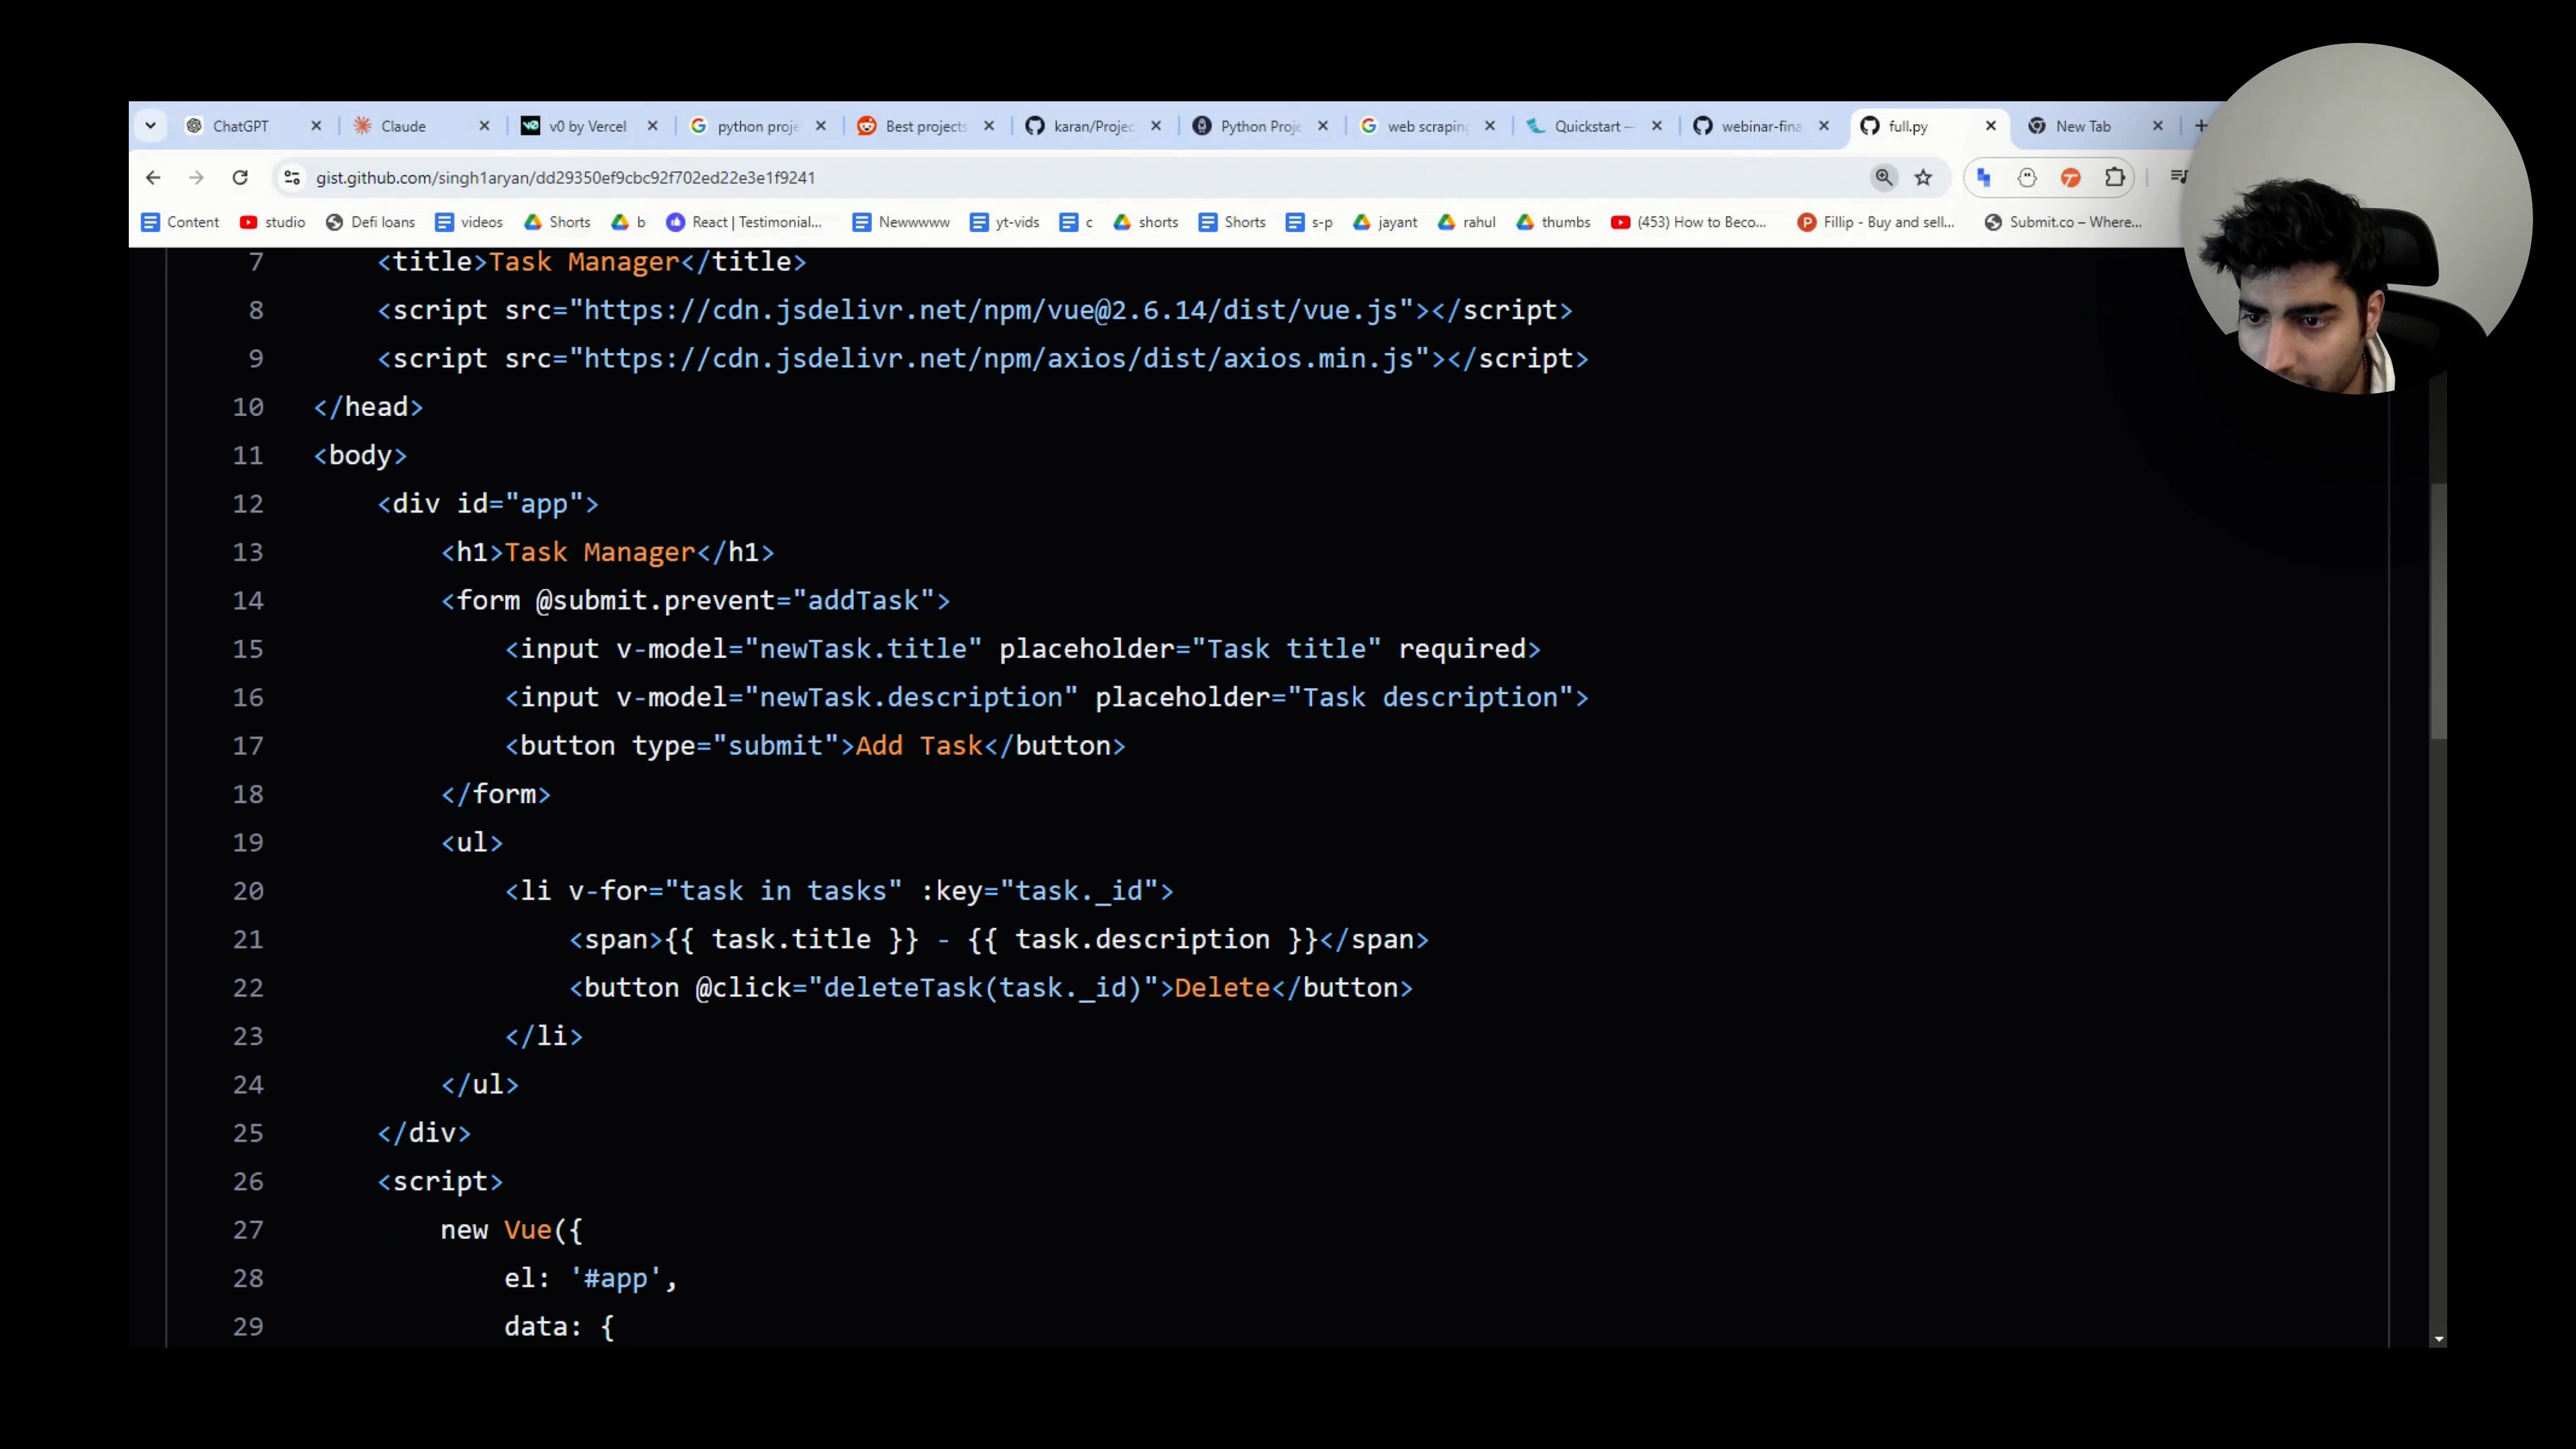 ChatGPT Claude v0 by Vercel python proje Best projects karan/Projec Python Proje web scraping Quickstart — webinar-fina full.py New Tab
gist.github.com/singh1aryan/dd29350ef9cbc92f702ed22e3e1f9241
Content studio Defi loans videos Shorts b React | Testimonial... Newwwww yt-vids c shorts Shorts s-p jayant rahul thumbs (453) How to Beco... Fillip - Buy and sell... Submit.co – Where...
7 <title>Task Manager</title>
8 <script src="https://cdn.jsdelivr.net/npm/vue@2.6.14/dist/vue.js"></script>
9 <script src="https://cdn.jsdelivr.net/npm/axios/dist/axios.min.js"></script>
10 </head>
11 <body>
12 <div id="app">
13 <h1>Task Manager</h1>
14 <form @submit.prevent="addTask">
15 <input v-model="newTask.title" placeholder="Task title" required>
16 <input v-model="newTask.description" placeholder="Task description">
17 <button type="submit">Add Task</button>
18 </form>
19 <ul>
20 <li v-for="task in tasks" :key="task._id">
21 <span>{{ task.title }} - {{ task.description }}</span>
22 <button @click="deleteTask(task._id)">Delete</button>
23 </li>
24 </ul>
25 </div>
26 <script>
27 new Vue({
28 el: '#app',
29 data: {